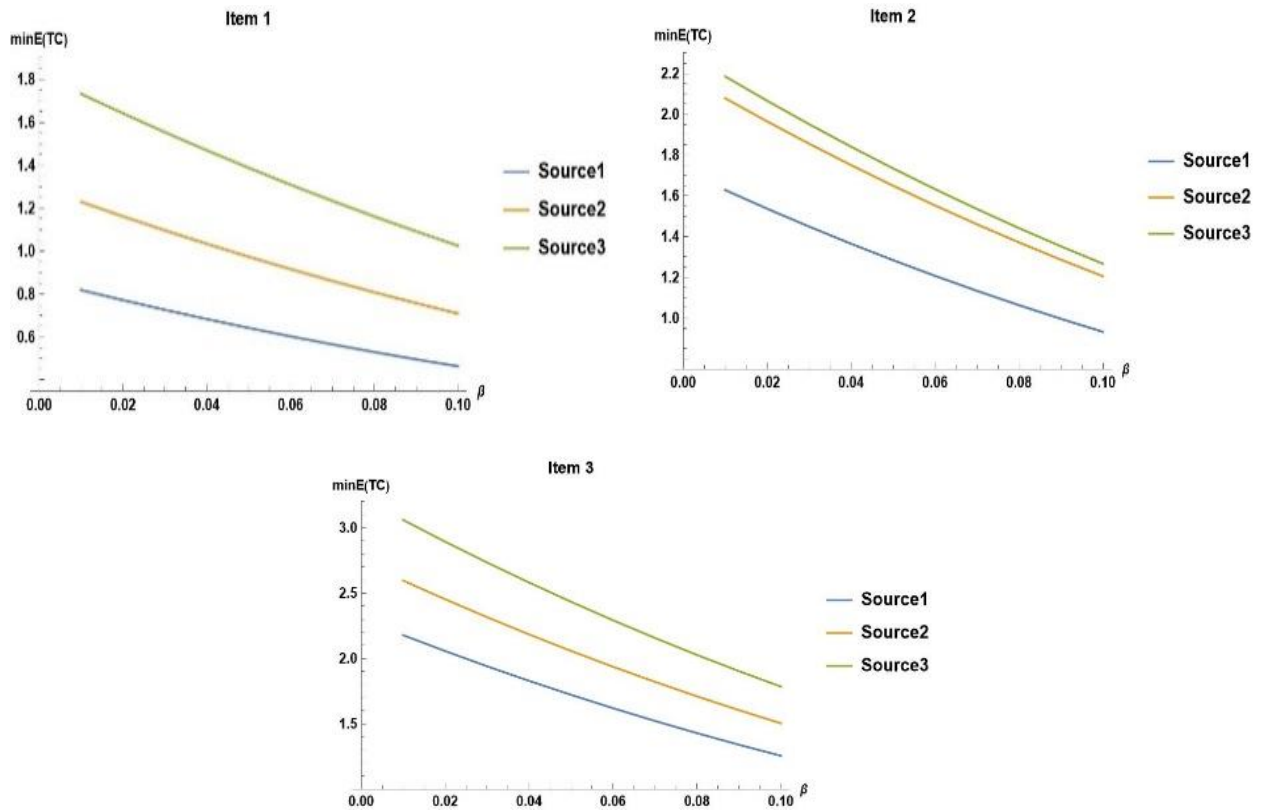 Item 1
minE(TC)
1.8
1.6
1.4
1.2
1.0
0.8
0.6
0.00 0.02 0.04 0.06 0.08 0.10 β
Source1
Source2
Source3
Item 2
minE(TC)
2.2
2.0
1.8
1.6
1.4
1.2
1.0
0.00 0.02 0.04 0.06 0.08 0.10 β
Source1
Source2
Source3
Item 3
minE(TC)
3.0
2.5
2.0
1.5
0.00 0.02 0.04 0.06 0.08 0.10 β
Source1
Source2
Source3